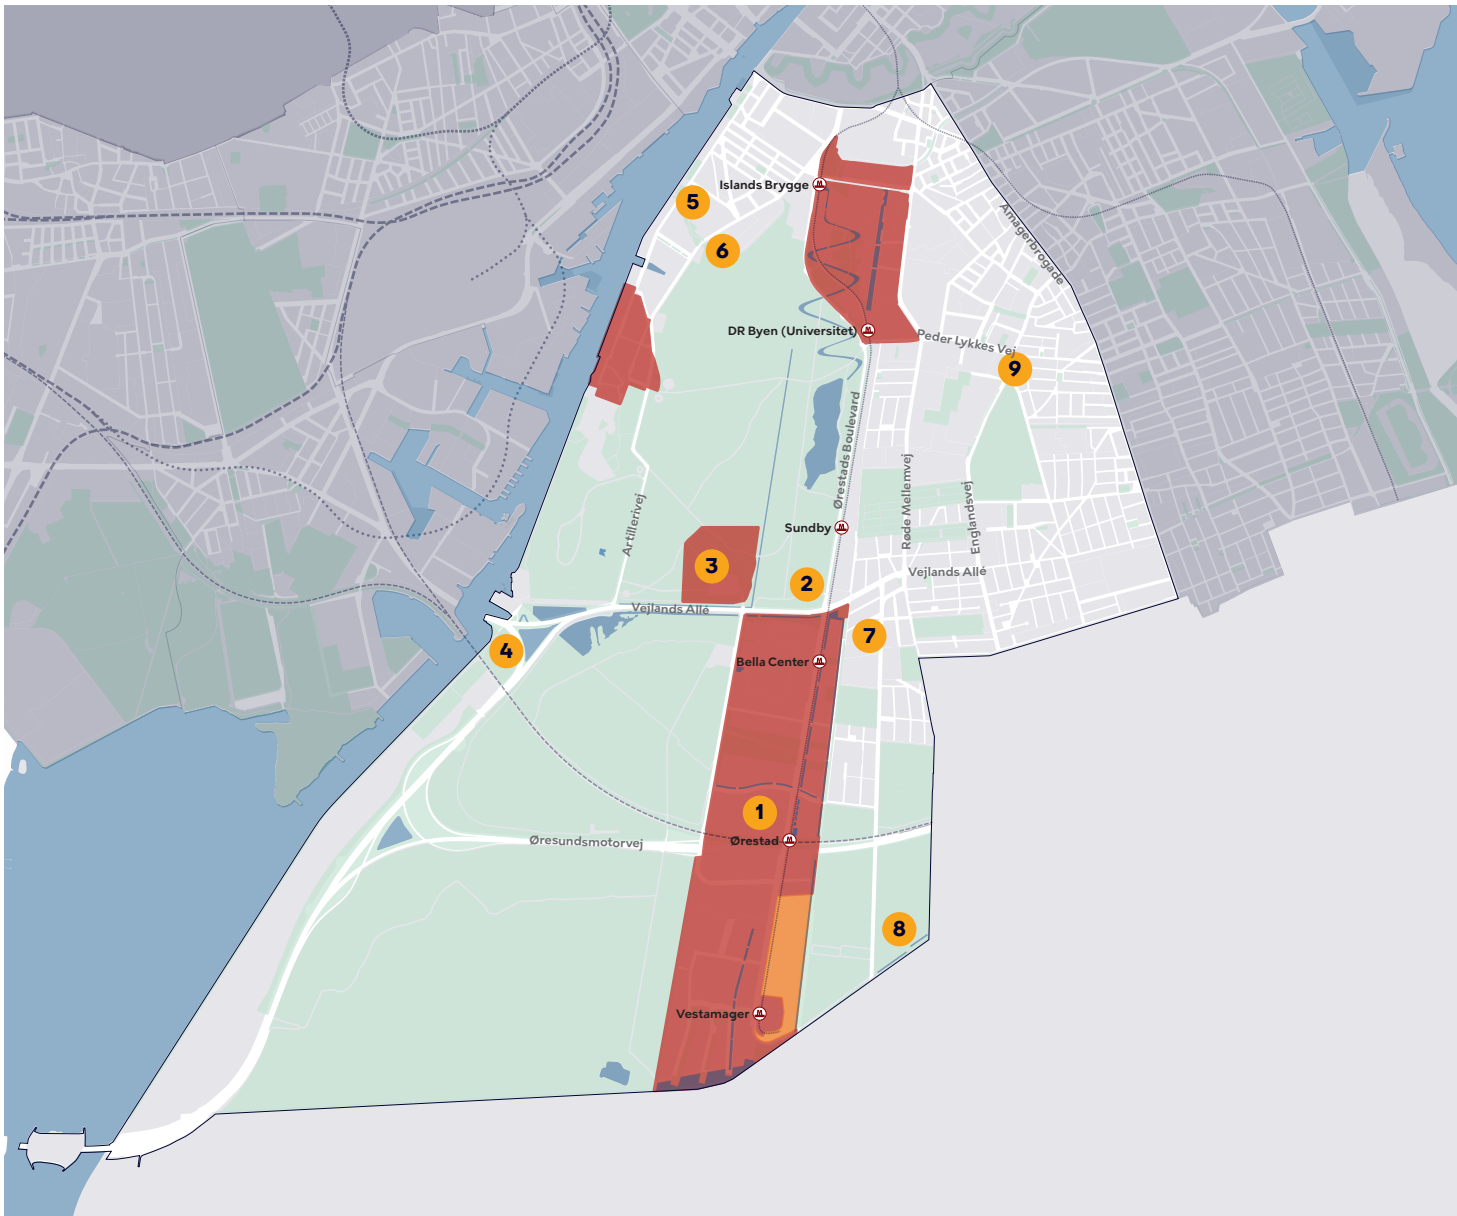 Islands Brygge
5
6
Amagerbrogade
DR Byen (Universitet)
Peder Lykkes Vej
9
Ørestads Boulevard
Røde Mellemvej
Englandsvej
Artillerivej
Sundby
3
2
Vejlands Allé
Vejlands Allé
4
7
Bella Center
1
Øresundsmotorvej
Ørestad
8
Vestamager